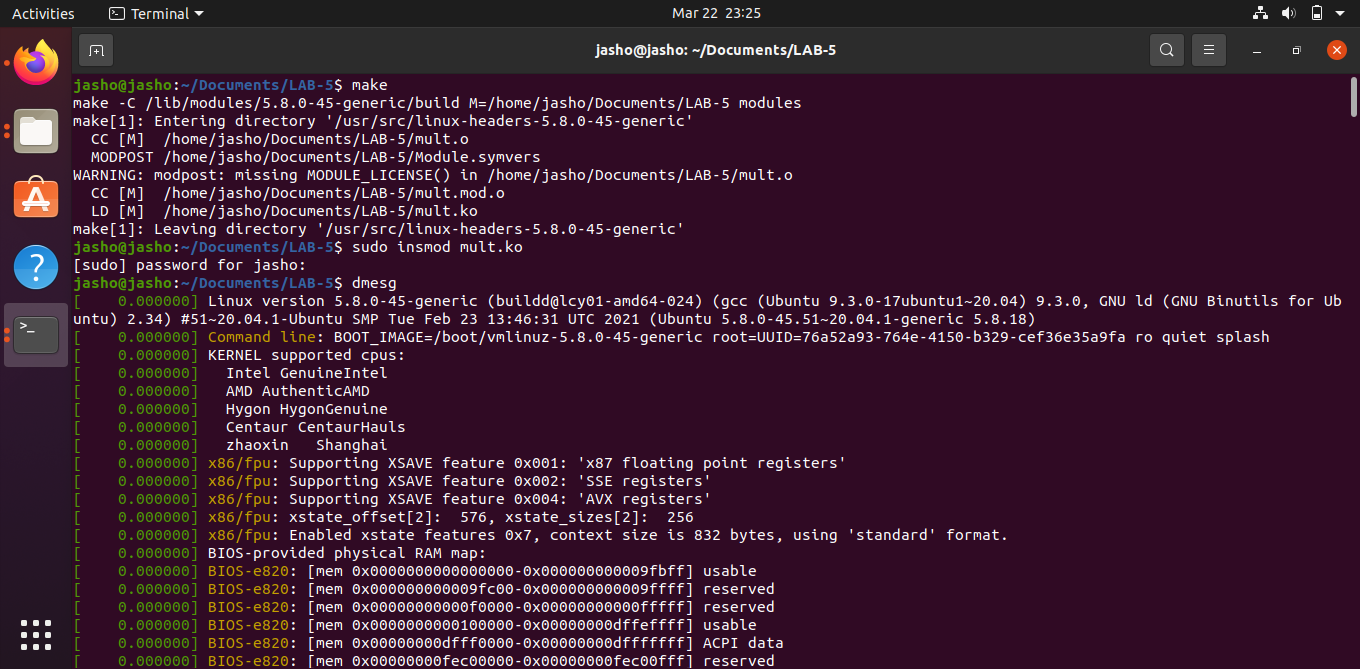 Activities Terminal Mar 22 23:25
jasho@jasho: ~/Documents/LAB-5
jasho@jasho:~/Documents/LAB-5$ make
make -C /lib/modules/5.8.0-45-generic/build M=/home/jasho/Documents/LAB-5 modules
make[1]: Entering directory '/usr/src/linux-headers-5.8.0-45-generic'
  CC [M]  /home/jasho/Documents/LAB-5/mult.o
  MODPOST /home/jasho/Documents/LAB-5/Module.symvers
WARNING: modpost: missing MODULE_LICENSE() in /home/jasho/Documents/LAB-5/mult.o
  CC [M]  /home/jasho/Documents/LAB-5/mult.mod.o
  LD [M]  /home/jasho/Documents/LAB-5/mult.ko
make[1]: Leaving directory '/usr/src/linux-headers-5.8.0-45-generic'
jasho@jasho:~/Documents/LAB-5$ sudo insmod mult.ko
[sudo] password for jasho:
jasho@jasho:~/Documents/LAB-5$ dmesg
[    0.000000] Linux version 5.8.0-45-generic (buildd@lcy01-amd64-024) (gcc (Ubuntu 9.3.0-17ubuntu1~20.04) 9.3.0, GNU ld (GNU Binutils for Ub
untu) 2.34) #51~20.04.1-Ubuntu SMP Tue Feb 23 13:46:31 UTC 2021 (Ubuntu 5.8.0-45.51~20.04.1-generic 5.8.18)
[    0.000000] Command line: BOOT_IMAGE=/boot/vmlinuz-5.8.0-45-generic root=UUID=76a52a93-764e-4150-b329-cef36e35a9fa ro quiet splash
[    0.000000] KERNEL supported cpus:
[    0.000000]   Intel GenuineIntel
[    0.000000]   AMD AuthenticAMD
[    0.000000]   Hygon HygonGenuine
[    0.000000]   Centaur CentaurHauls
[    0.000000]   zhaoxin   Shanghai
[    0.000000] x86/fpu: Supporting XSAVE feature 0x001: 'x87 floating point registers'
[    0.000000] x86/fpu: Supporting XSAVE feature 0x002: 'SSE registers'
[    0.000000] x86/fpu: Supporting XSAVE feature 0x004: 'AVX registers'
[    0.000000] x86/fpu: xstate_offset[2]:  576, xstate_sizes[2]:  256
[    0.000000] x86/fpu: Enabled xstate features 0x7, context size is 832 bytes, using 'standard' format.
[    0.000000] BIOS-provided physical RAM map:
[    0.000000] BIOS-e820: [mem 0x0000000000000000-0x000000000009fbff] usable
[    0.000000] BIOS-e820: [mem 0x000000000009fc00-0x000000000009ffff] reserved
[    0.000000] BIOS-e820: [mem 0x00000000000f0000-0x00000000000fffff] reserved
[    0.000000] BIOS-e820: [mem 0x0000000000100000-0x00000000dffeffff] usable
[    0.000000] BIOS-e820: [mem 0x00000000dfff0000-0x00000000dfffffff] ACPI data
[    0.000000] BIOS-e820: [mem 0x00000000fec00000-0x00000000fec00fff] reserved